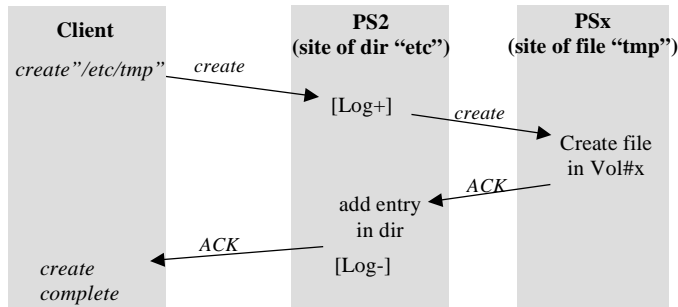 Client
PS2
(site of dir “etc”)
PSx
(site of file “tmp”)
create”/etc/tmp”
create
[Log+]
create
Create file
in Vol#x
ACK
add entry
in dir
ACK
[Log-]
create
complete